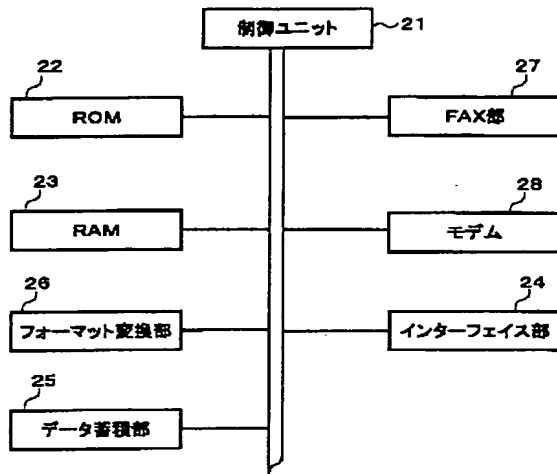 制御ユニット
21
22
27
ROM
FAX部
23
28
RAM
モデム
26
24
フォーマット変換部
インターフェイス部
25
データ蓄積部